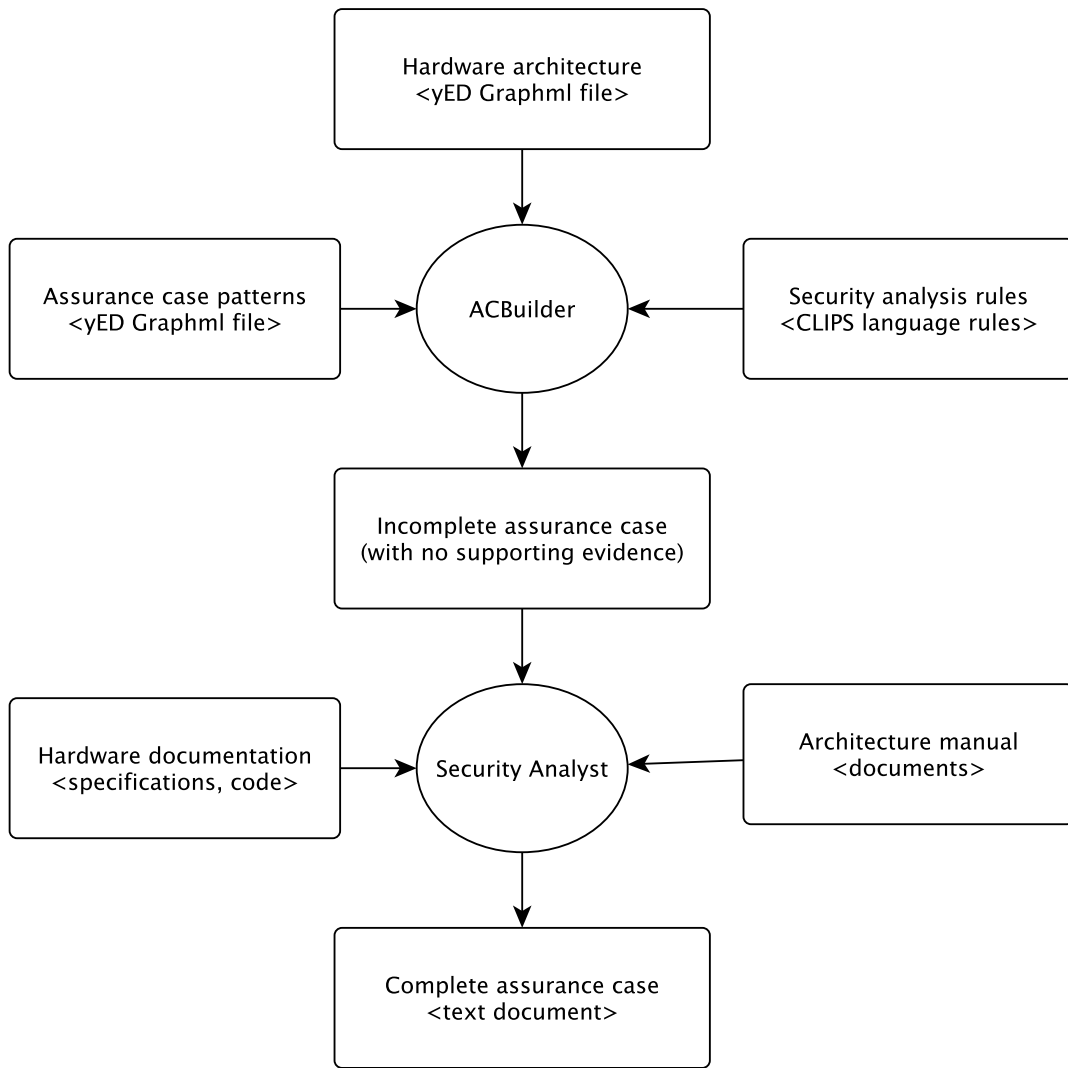 Hardware architecture
<yED Graphml file>
Assurance case patterns
<yED Graphml file>
ACBuilder
Security analysis rules
<CLIPS language rules>
Incomplete assurance case
(with no supporting evidence)
Hardware documentation
<specifications, code>
Security Analyst
Architecture manual
<documents>
Complete assurance case
<text document>